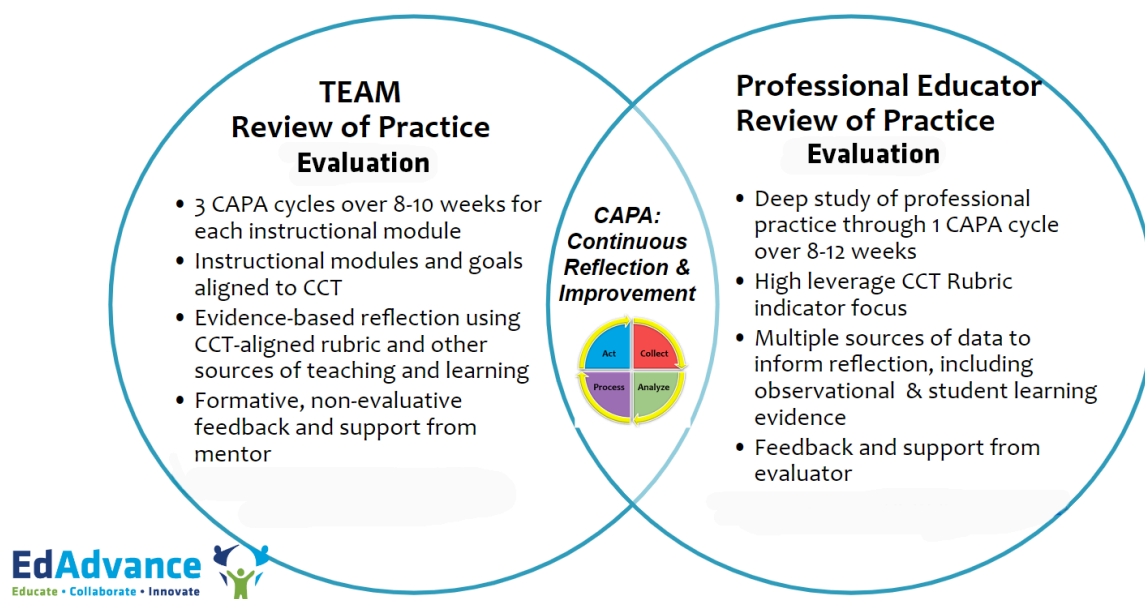 TEAM
Review of Practice
Evaluation
• 3 CAPA cycles over 8-10 weeks for
each instructional module
• Instructional modules and goals
aligned to CCT
• Evidence-based reflection using
CCT-aligned rubric and other
sources of teaching and learning
• Formative, non-evaluative
feedback and support from
mentor
CAPA:
Continuous
Reflection &
Improvement
Act
Collect
Process
Analyze
Professional Educator
Review of Practice
Evaluation
• Deep study of professional
practice through 1 CAPA cycle
over 8-12 weeks
• High leverage CCT Rubric
indicator focus
• Multiple sources of data to
inform reflection, including
observational & student learning
evidence
• Feedback and support from
evaluator
EdAdvance
Educate • Collaborate • Innovate